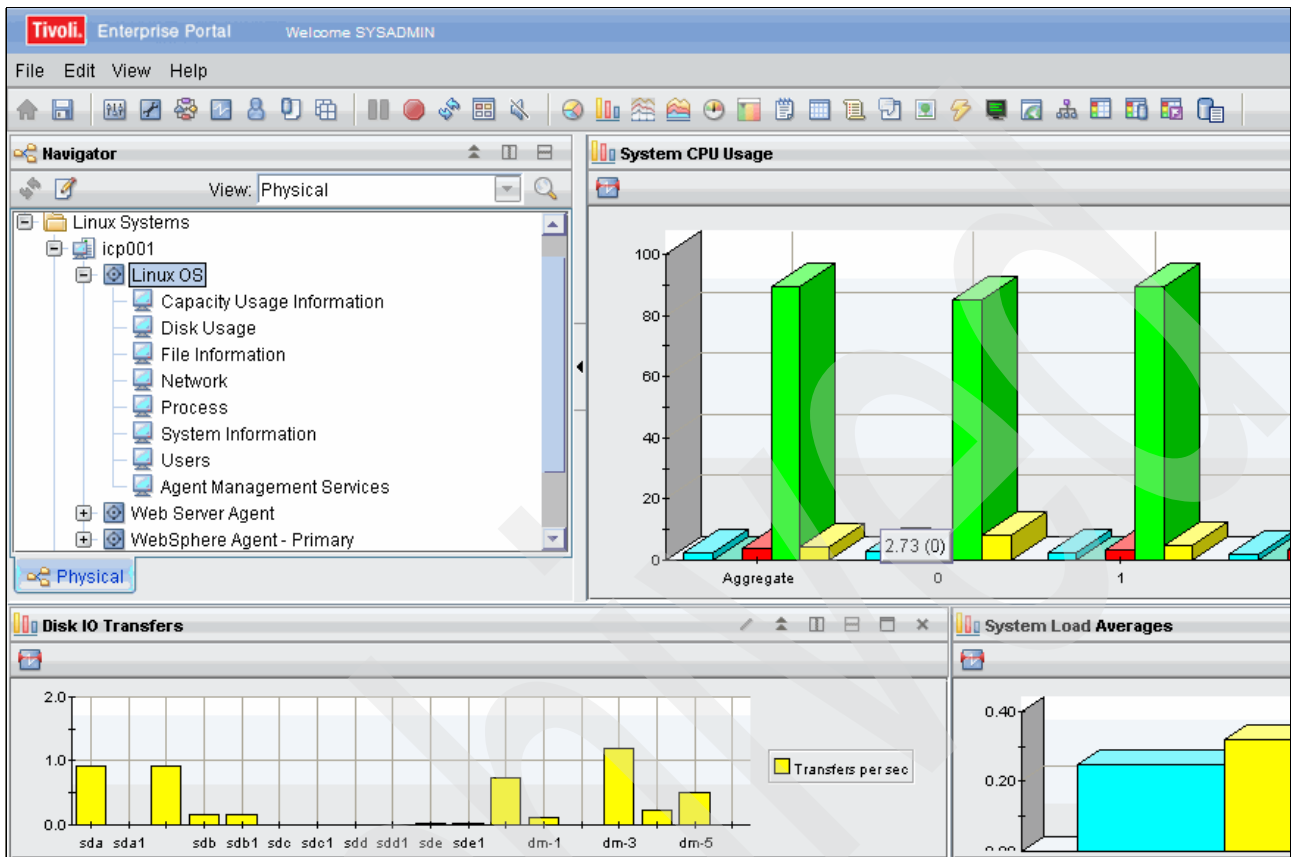 Tivoli. Enterprise Portal Welcome SYSADMIN
File Edit View Help
Navigator
View: Physical
Linux Systems
icp001
Linux OS
Capacity Usage Information
Disk Usage
File Information
Network
Process
System Information
Users
Agent Management Services
Web Server Agent
WebSphere Agent - Primary
Physical
System CPU Usage
100
80
60
40
20
0
2.73 (0)
Aggregate 0 1
Disk IO Transfers
2.0
1.0
0.0
sda sda1 sdb sdb1 sdc sdc1 sdd sdd1 sde sde1 dm-1 dm-3 dm-5
Transfers per sec
System Load Averages
0.40
0.20